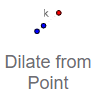 k
Dilate from
Point